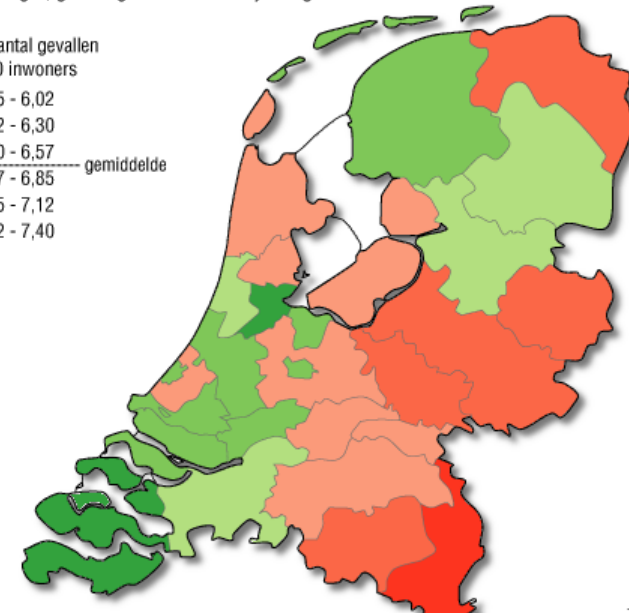 antal gevallen
0 inwoners
5 - 6,02
2 - 6,30
0 - 6,57
gemiddelde
7 - 6,85
5 - 7,12
2 - 7,40